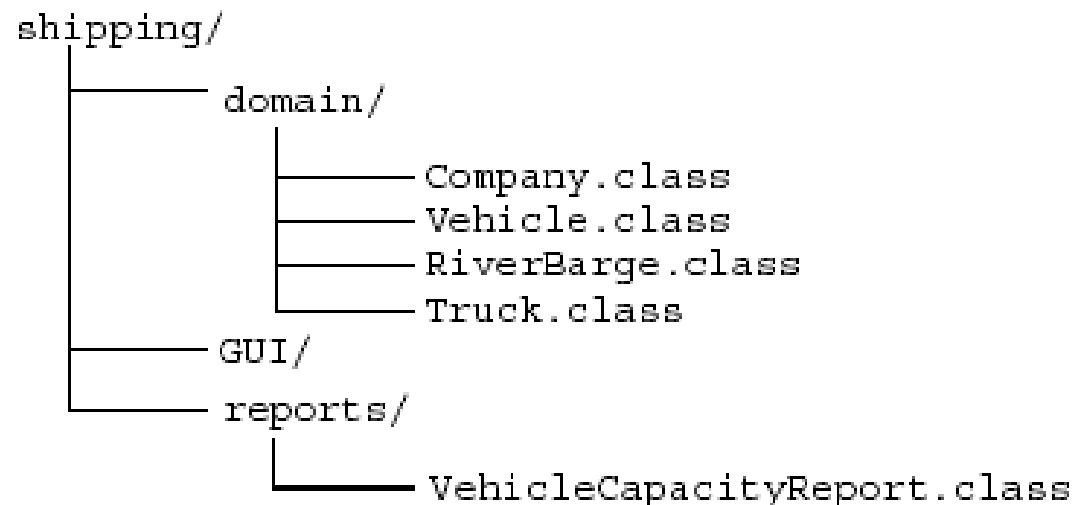 shipping/
domain/
Company.class
Vehicle.class
RiverBarge.class
Truck.class
GUI/
reports/
VehicleCapacityReport.class